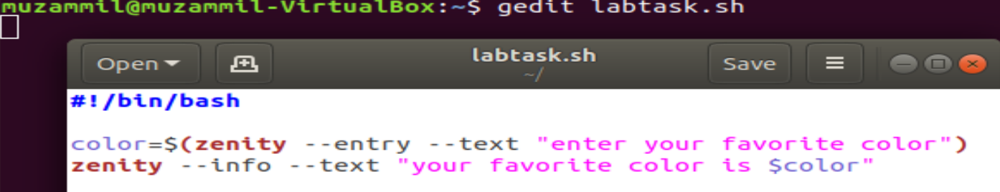 muzammil@muzammil-VirtualBox:~$ gedit labtask.sh
Open
labtask.sh
~/
Save
#!/bin/bash
color=$(zenity --entry --text "enter your favorite color")
zenity --info --text "your favorite color is $color"